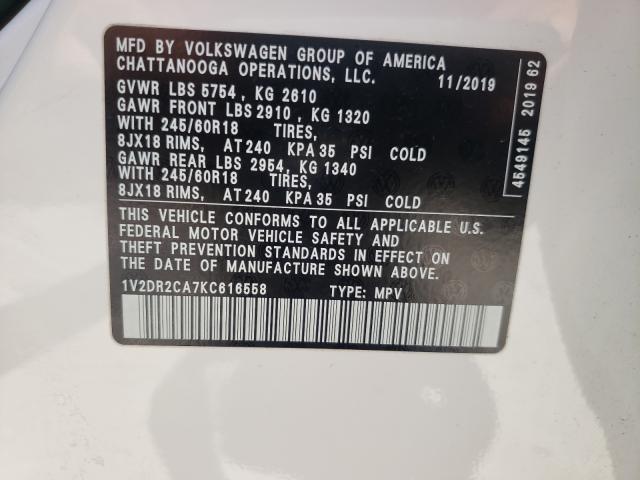 MFD BY VOLKSWAGEN GROUP OF AMERICA
CHATTANOOGA OPERATIONS, LLC. 11/2019
GVWR LBS 5754 , KG 2610
GAWR FRONT LBS 2910 , KG 1320
WITH 245/60R18 TIRES,
8JX18 RIMS, AT 240 KPA 35 PSI COLD
GAWR REAR LBS 2954, KG 1340
WITH 245/60R18 TIRES,
8JX18 RIMS, AT 240 KPA 35 PSI COLD
THIS VEHICLE CONFORMS TO ALL APPLICABLE U.S.
FEDERAL MOTOR VEHICLE SAFETY AND
THEFT PREVENTION STANDARDS IN EFFECT ON
THE DATE OF MANUFACTURE SHOWN ABOVE.
1V2DR2CA7KC616558 TYPE: MPV
4549145 2019 62